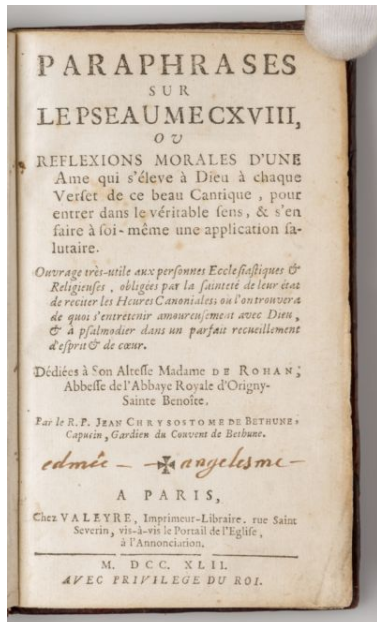 PARAPHRASES
SUR
LE PSEAUME CXVIII,
OU
REFLEXIONS MORALES D'UNE
Ame qui s'éleve à Dieu à chaque
Verset de ce beau Cantique, pour
entrer dans le véritable sens, & s'en
faire à soi-même une application sa-
lutaire.
Ouvrage très-utile aux personnes Ecclesiastiques &
Religieuses, obligées par la sainteté de leur état
de reciter les Heures Canoniales; où l'on trouvera
de quoi s'entretenir amoureusement avec Dieu,
& à psalmodier dans un parfait recueillement
d'esprit & de cœur.
Dédiées à Son Altesse Madame DE ROHAN,
Abbesse de l'Abbaye Royale d'Origny-
Sainte Benoîte.
Par le R. P. JEAN CHRYSOSTOME DE BETHUNE,
Capucin, Gardien du Convent de Bethune.
edmée — ✠ angelesme —
A PARIS,
Chez VALEYRE, Imprimeur-Libraire, rue Saint
Severin, vis-à-vis le Portail de l'Eglise,
à l'Annonciation.
M. DCC. XLII.
AVEC PRIVILEGE DU ROI.